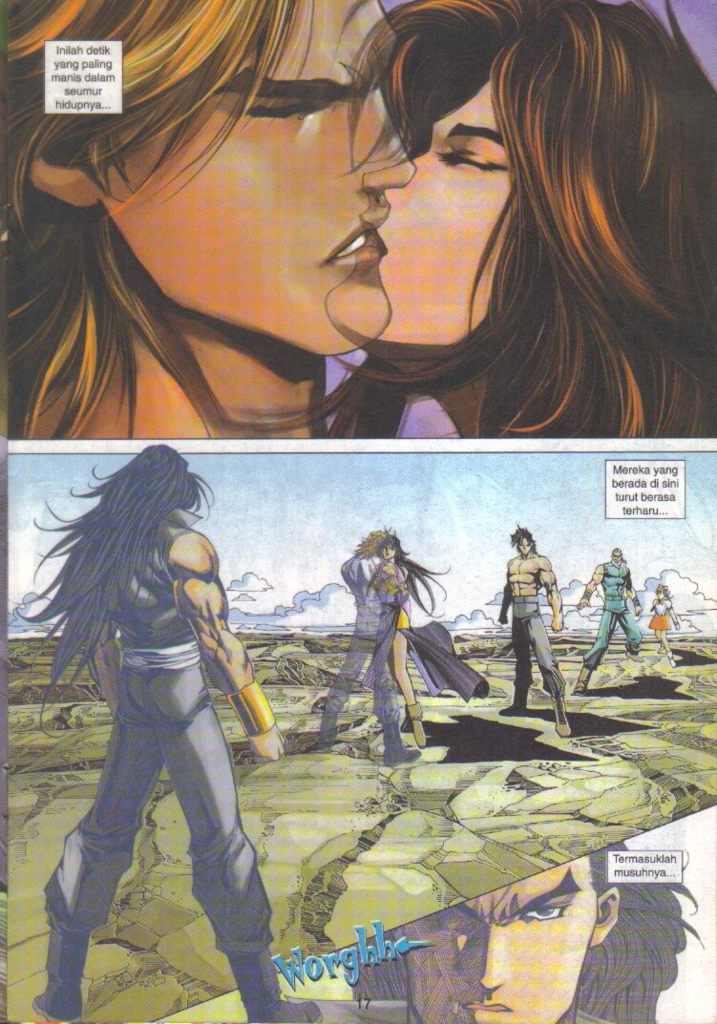 Inilah detik
yang paling
manis dalam
seumur
hidupnya...
Mereka yang
berada di sini
turut berasa
terharu...
Termasuklah
musuhnya...
Worghh
17